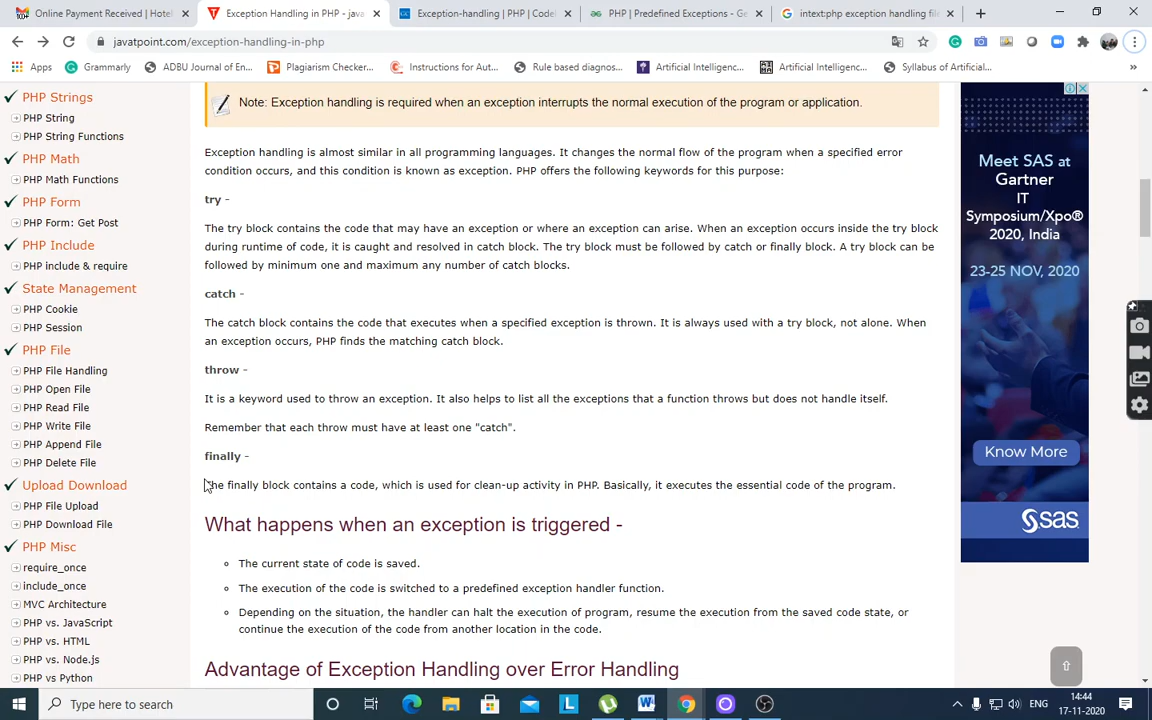 Online Payment Received | Hotel
Exception Handling in PHP - java
Exception-handling | PHP | CodeI
PHP | Predefined Exceptions - Ge
intext:php exception handling file
javatpoint.com/exception-handling-in-php
Apps
Grammarly
ADBU Journal of En...
Plagiarism Checker...
Instructions for Aut...
Rule based diagnos...
Artificial Intelligenc...
Artificial Intelligenc...
Syllabus of Artificial...
PHP Strings
PHP String
PHP String Functions
PHP Math
PHP Math Functions
PHP Form
PHP Form: Get Post
PHP Include
PHP include & require
State Management
PHP Cookie
PHP Session
PHP File
PHP File Handling
PHP Open File
PHP Read File
PHP Write File
PHP Append File
PHP Delete File
Upload Download
PHP File Upload
PHP Download File
PHP Misc
require_once
include_once
MVC Architecture
PHP vs. JavaScript
PHP vs. HTML
PHP vs. Node.js
PHP vs Python
Note: Exception handling is required when an exception interrupts the normal execution of the program or application.
Exception handling is almost similar in all programming languages. It changes the normal flow of the program when a specified error
condition occurs, and this condition is known as exception. PHP offers the following keywords for this purpose:
try -
The try block contains the code that may have an exception or where an exception can arise. When an exception occurs inside the try block
during runtime of code, it is caught and resolved in catch block. The try block must be followed by catch or finally block. A try block can be
followed by minimum one and maximum any number of catch blocks.
catch -
The catch block contains the code that executes when a specified exception is thrown. It is always used with a try block, not alone. When
an exception occurs, PHP finds the matching catch block.
throw -
It is a keyword used to throw an exception. It also helps to list all the exceptions that a function throws but does not handle itself.
Remember that each throw must have at least one "catch".
finally -
The finally block contains a code, which is used for clean-up activity in PHP. Basically, it executes the essential code of the program.
What happens when an exception is triggered -
The current state of code is saved.
The execution of the code is switched to a predefined exception handler function.
Depending on the situation, the handler can halt the execution of program, resume the execution from the saved code state, or
continue the execution of the code from another location in the code.
Advantage of Exception Handling over Error Handling
Meet SAS at
Gartner
IT
Symposium/Xpo®
2020, India
23-25 NOV, 2020
Know More
sas
Type here to search
14:44
17-11-2020